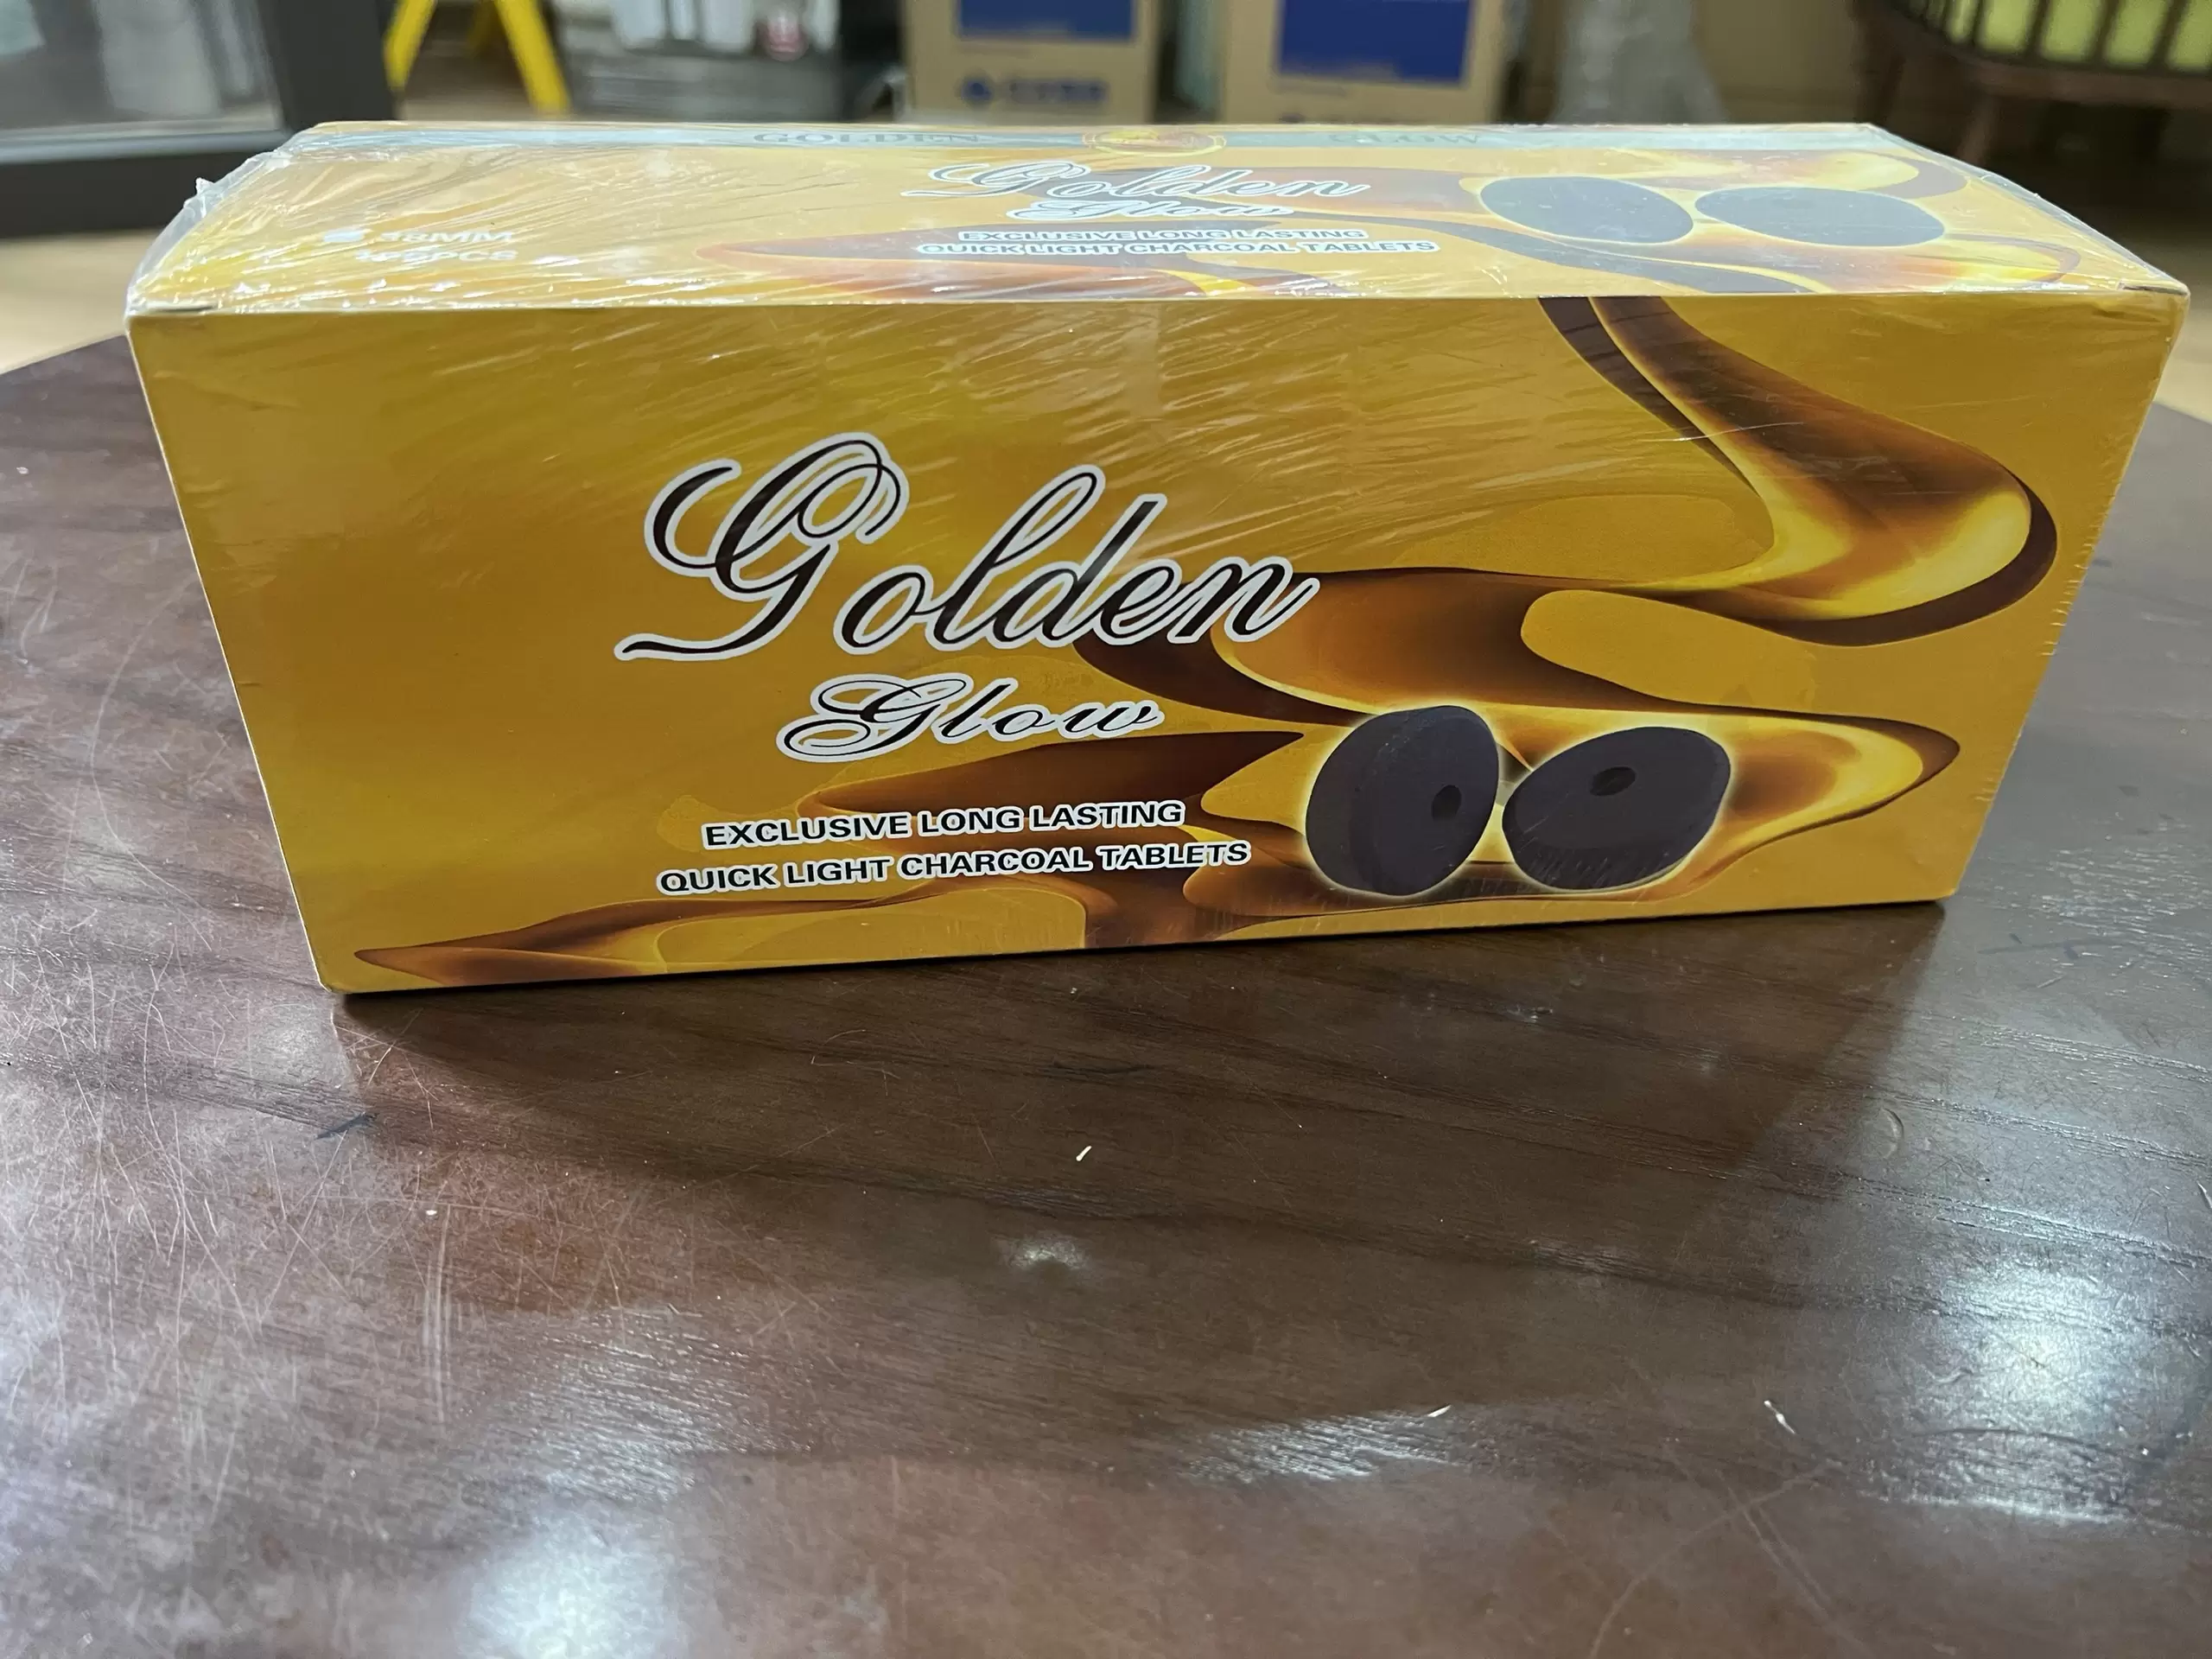 GOLDEN GLOW
Golden
Glow
EXCLUSIVE LONG LASTING
QUICK LIGHT CHARCOAL TABLETS
38MM
Golden
Glow
EXCLUSIVE LONG LASTING
QUICK LIGHT CHARCOAL TABLETS